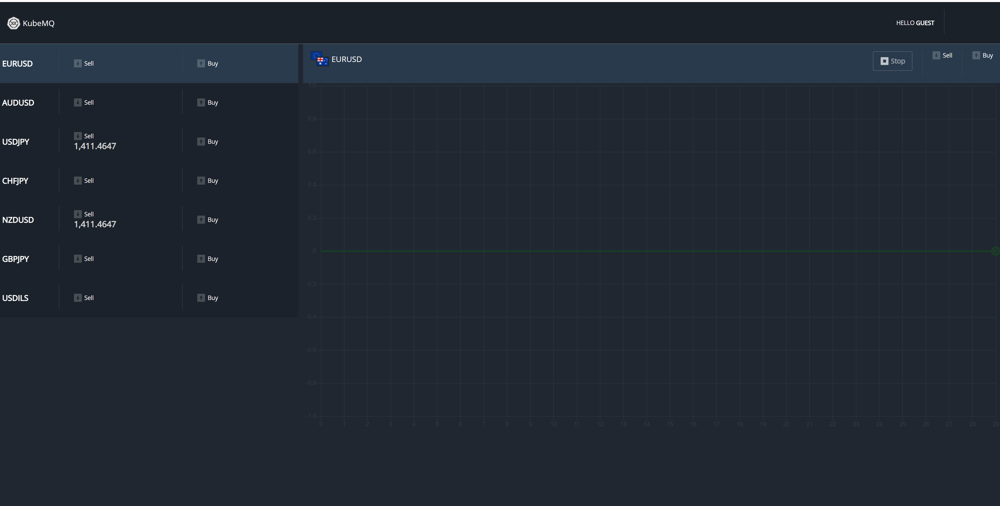 KubeMQ
HELLO GUEST
EURUSD Sell Buy
AUDUSD Sell Buy
USDJPY Sell Buy
1,411.4647
CHFJPY Sell Buy
NZDUSD Sell Buy
1,411.4647
GBPJPY Sell Buy
USDILS Sell Buy
EURUSD Stop Sell Buy
1.0
0.8
0.6
0.4
0.2
0
-0.2
-0.4
-0.6
-0.8
-1.0
0 1 2 3 4 5 6 7 8 9 10 11 12 13 14 15 16 17 18 19 20 21 22 23 24 25 26 27 28 29